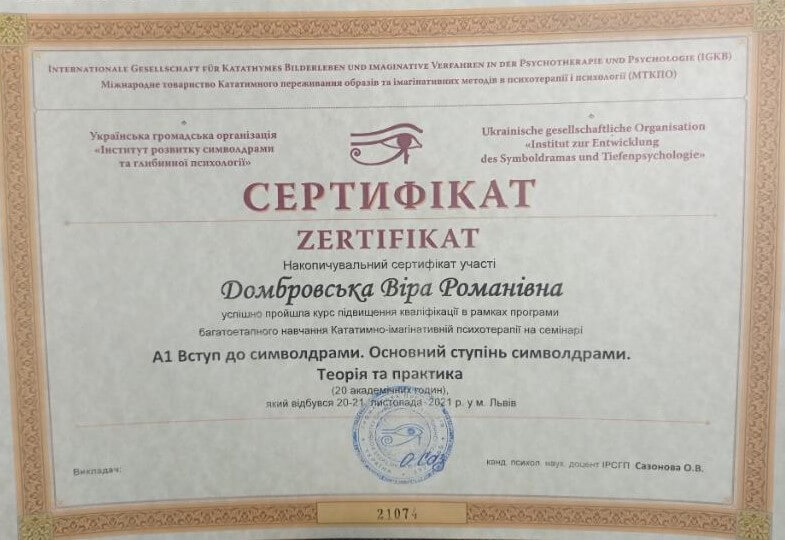 Internationale Gesellschaft für Katathymes Bilderleben und imaginative Verfahren in der Psychotherapie und Psychologie (IGKB)
Міжнародне товариство Кататимного переживання образів та імагінативних методів в психотерапії і психології (МТКПО)
Українська громадська організація
«Інститут розвитку символдрами
та глибинної психології»
Ukrainische gesellschaftliche Organisation
«Institut zur Entwicklung
des Symboldramas und Tiefenpsychologie»
СЕРТИФІКАТ
ZERTIFIKAT
Накопичувальний сертифікат участі
Домбровська Віра Романівна
успішно пройшла курс підвищення кваліфікації в рамках програми
багатоетапного навчання Кататимно-імагінативній психотерапії на семінарі
А1 Вступ до символдрами. Основний ступінь символдрами.
Теорія та практика
(20 академічних годин),
який відбувся 20-21 листопада 2021 р. у м. Львів
Викладач:
канд. психол. наук, доцент ІРСГП Сазонова О.В.
21074